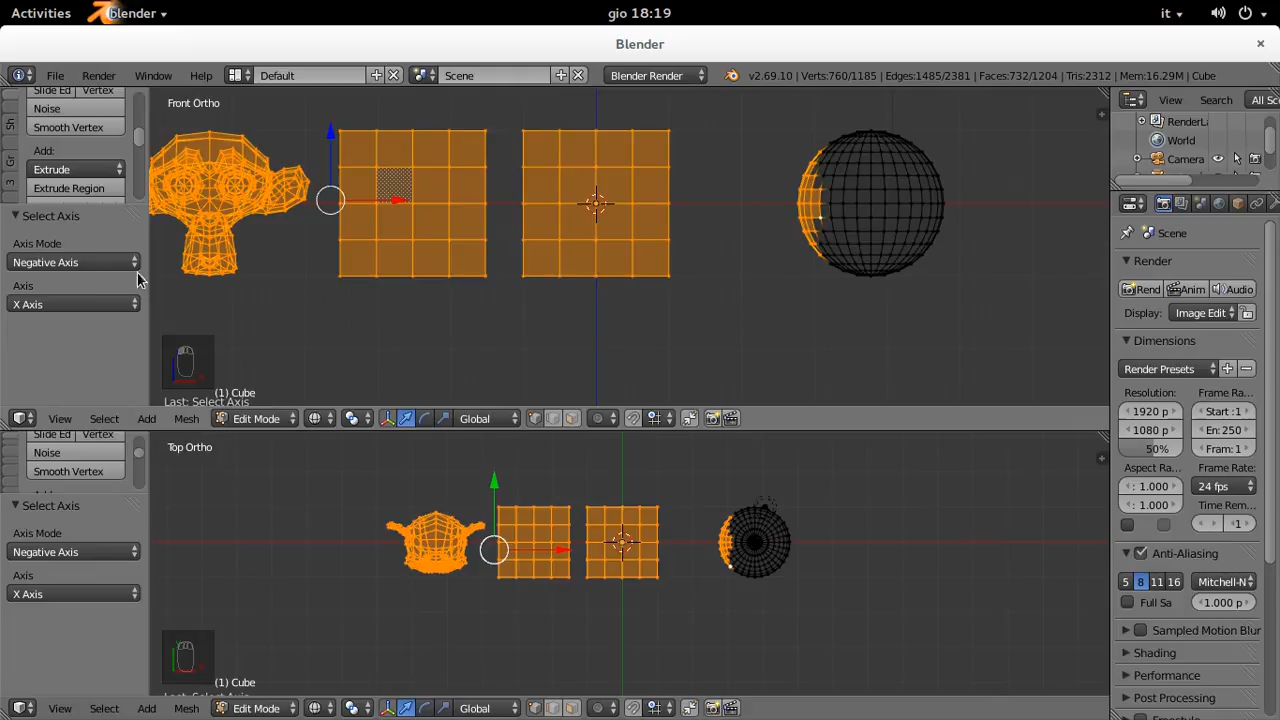 Activities blender gio 18:19 it
Blender
File Render Window Help Default Scene Blender Render v2.69.10 | Verts:760/1185 | Edges:1485/2381 | Faces:732/1204 | Tris:2312 | Mem:16.29M | Cube
Slide Ed Vertex
Noise
Smooth Vertex
Add:
Extrude
Extrude Region
Sh
Gr
3
Select Axis
Axis Mode
Negative Axis
Axis
X Axis
Front Ortho
(1) Cube
Last: Select Axis
View Select Add Mesh Edit Mode Global
Slide Ed Vertex
Noise
Smooth Vertex
Select Axis
Axis Mode
Negative Axis
Axis
X Axis
Top Ortho
(1) Cube
Last: Select Axis
View Select Add Mesh Edit Mode Global
View Search All Sc
RenderLa
World
Camera
Scene
Render
Rend Anim Audio
Display: Image Edit
Dimensions
Render Presets
Resolution: Frame Ra...
1920 p Start :1
1080 p En: 250
50% Fram: 1
Aspect Ra... Frame Rate:
: 1.000 24 fps
: 1.000 Time Rem...
1
Anti-Aliasing
5 8 11 16 Mitchell-N
Full Sa 1.000 p
Sampled Motion Blur
Shading
Performance
Post Processing